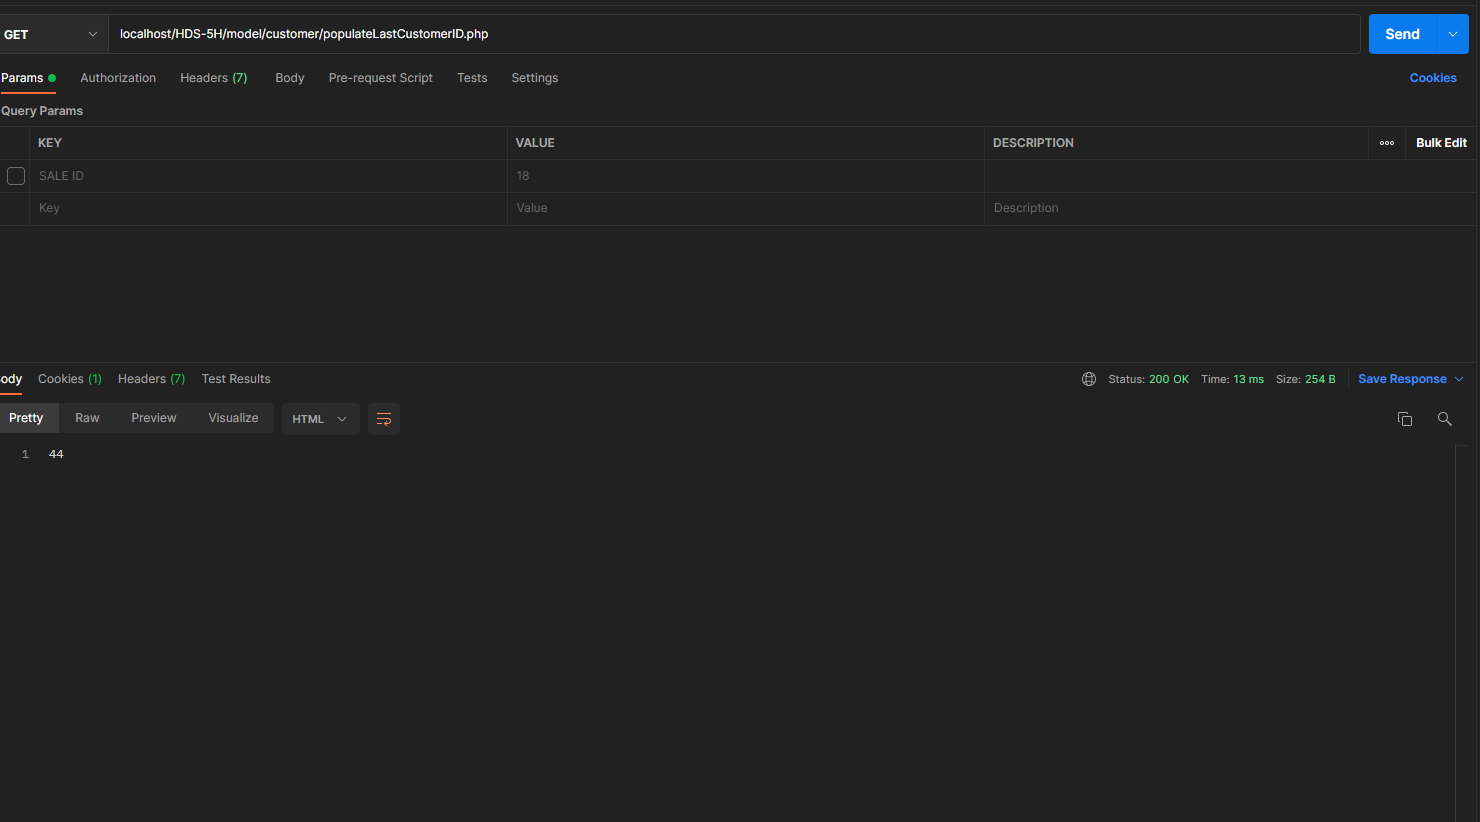 GET localhost/HDS-5H/model/customer/populateLastCustomerID.php Send
Params Authorization Headers (7) Body Pre-request Script Tests Settings Cookies
Query Params
KEY VALUE DESCRIPTION ooo Bulk Edit
SALE ID 18
Key Value Description
ody Cookies (1) Headers (7) Test Results Status: 200 OK Time: 13 ms Size: 254 B Save Response
Pretty Raw Preview Visualize HTML
1 44